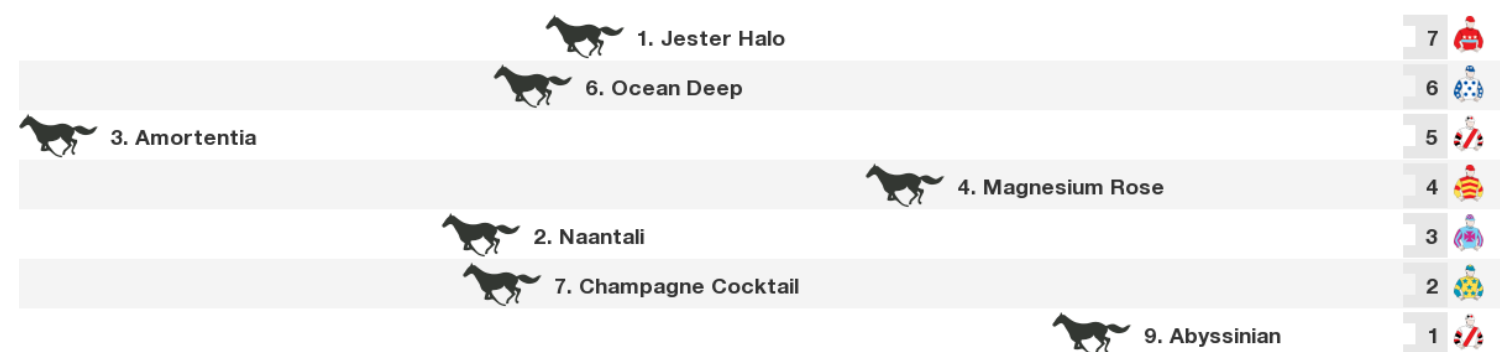 1. Jester Halo 7
6. Ocean Deep 6
3. Amortentia 5
4. Magnesium Rose 4
2. Naantali 3
7. Champagne Cocktail 2
9. Abyssinian 1